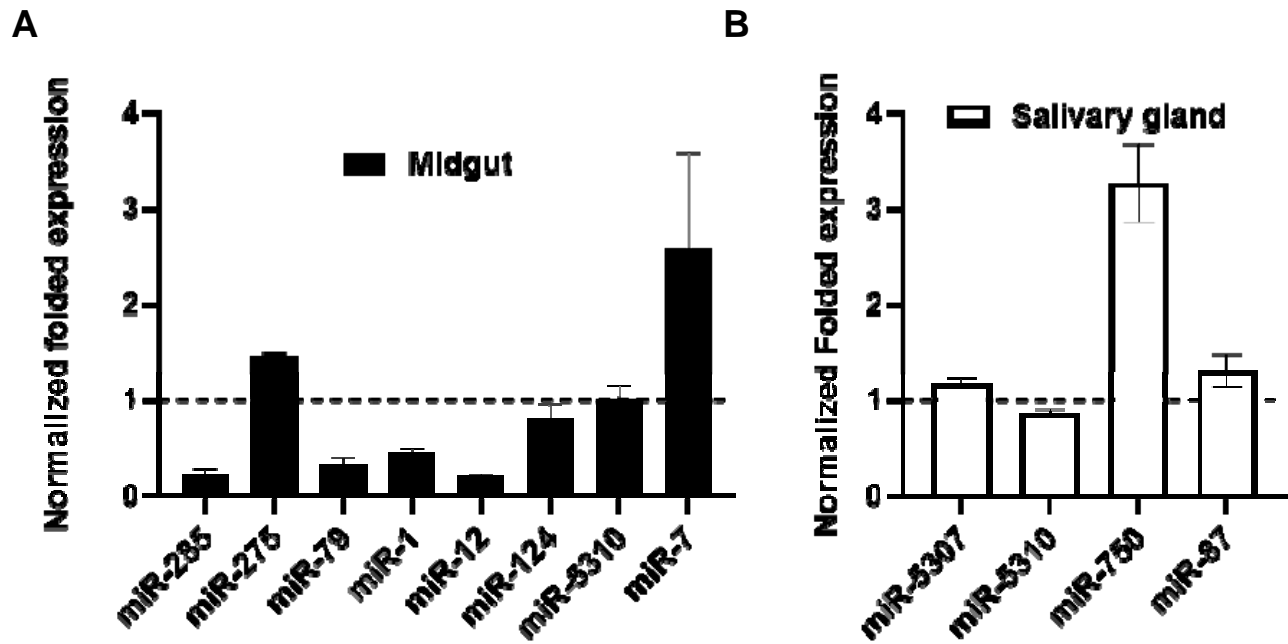 A
Normalized folded expression
4
3
2
1
0
Midgut
miR-285
miR-275
miR-79
miR-1
miR-12
miR-124
miR-5310
miR-7
B
Normalized Folded expression
4
3
2
1
0
Salivary gland
miR-5307
miR-5310
miR-750
miR-87